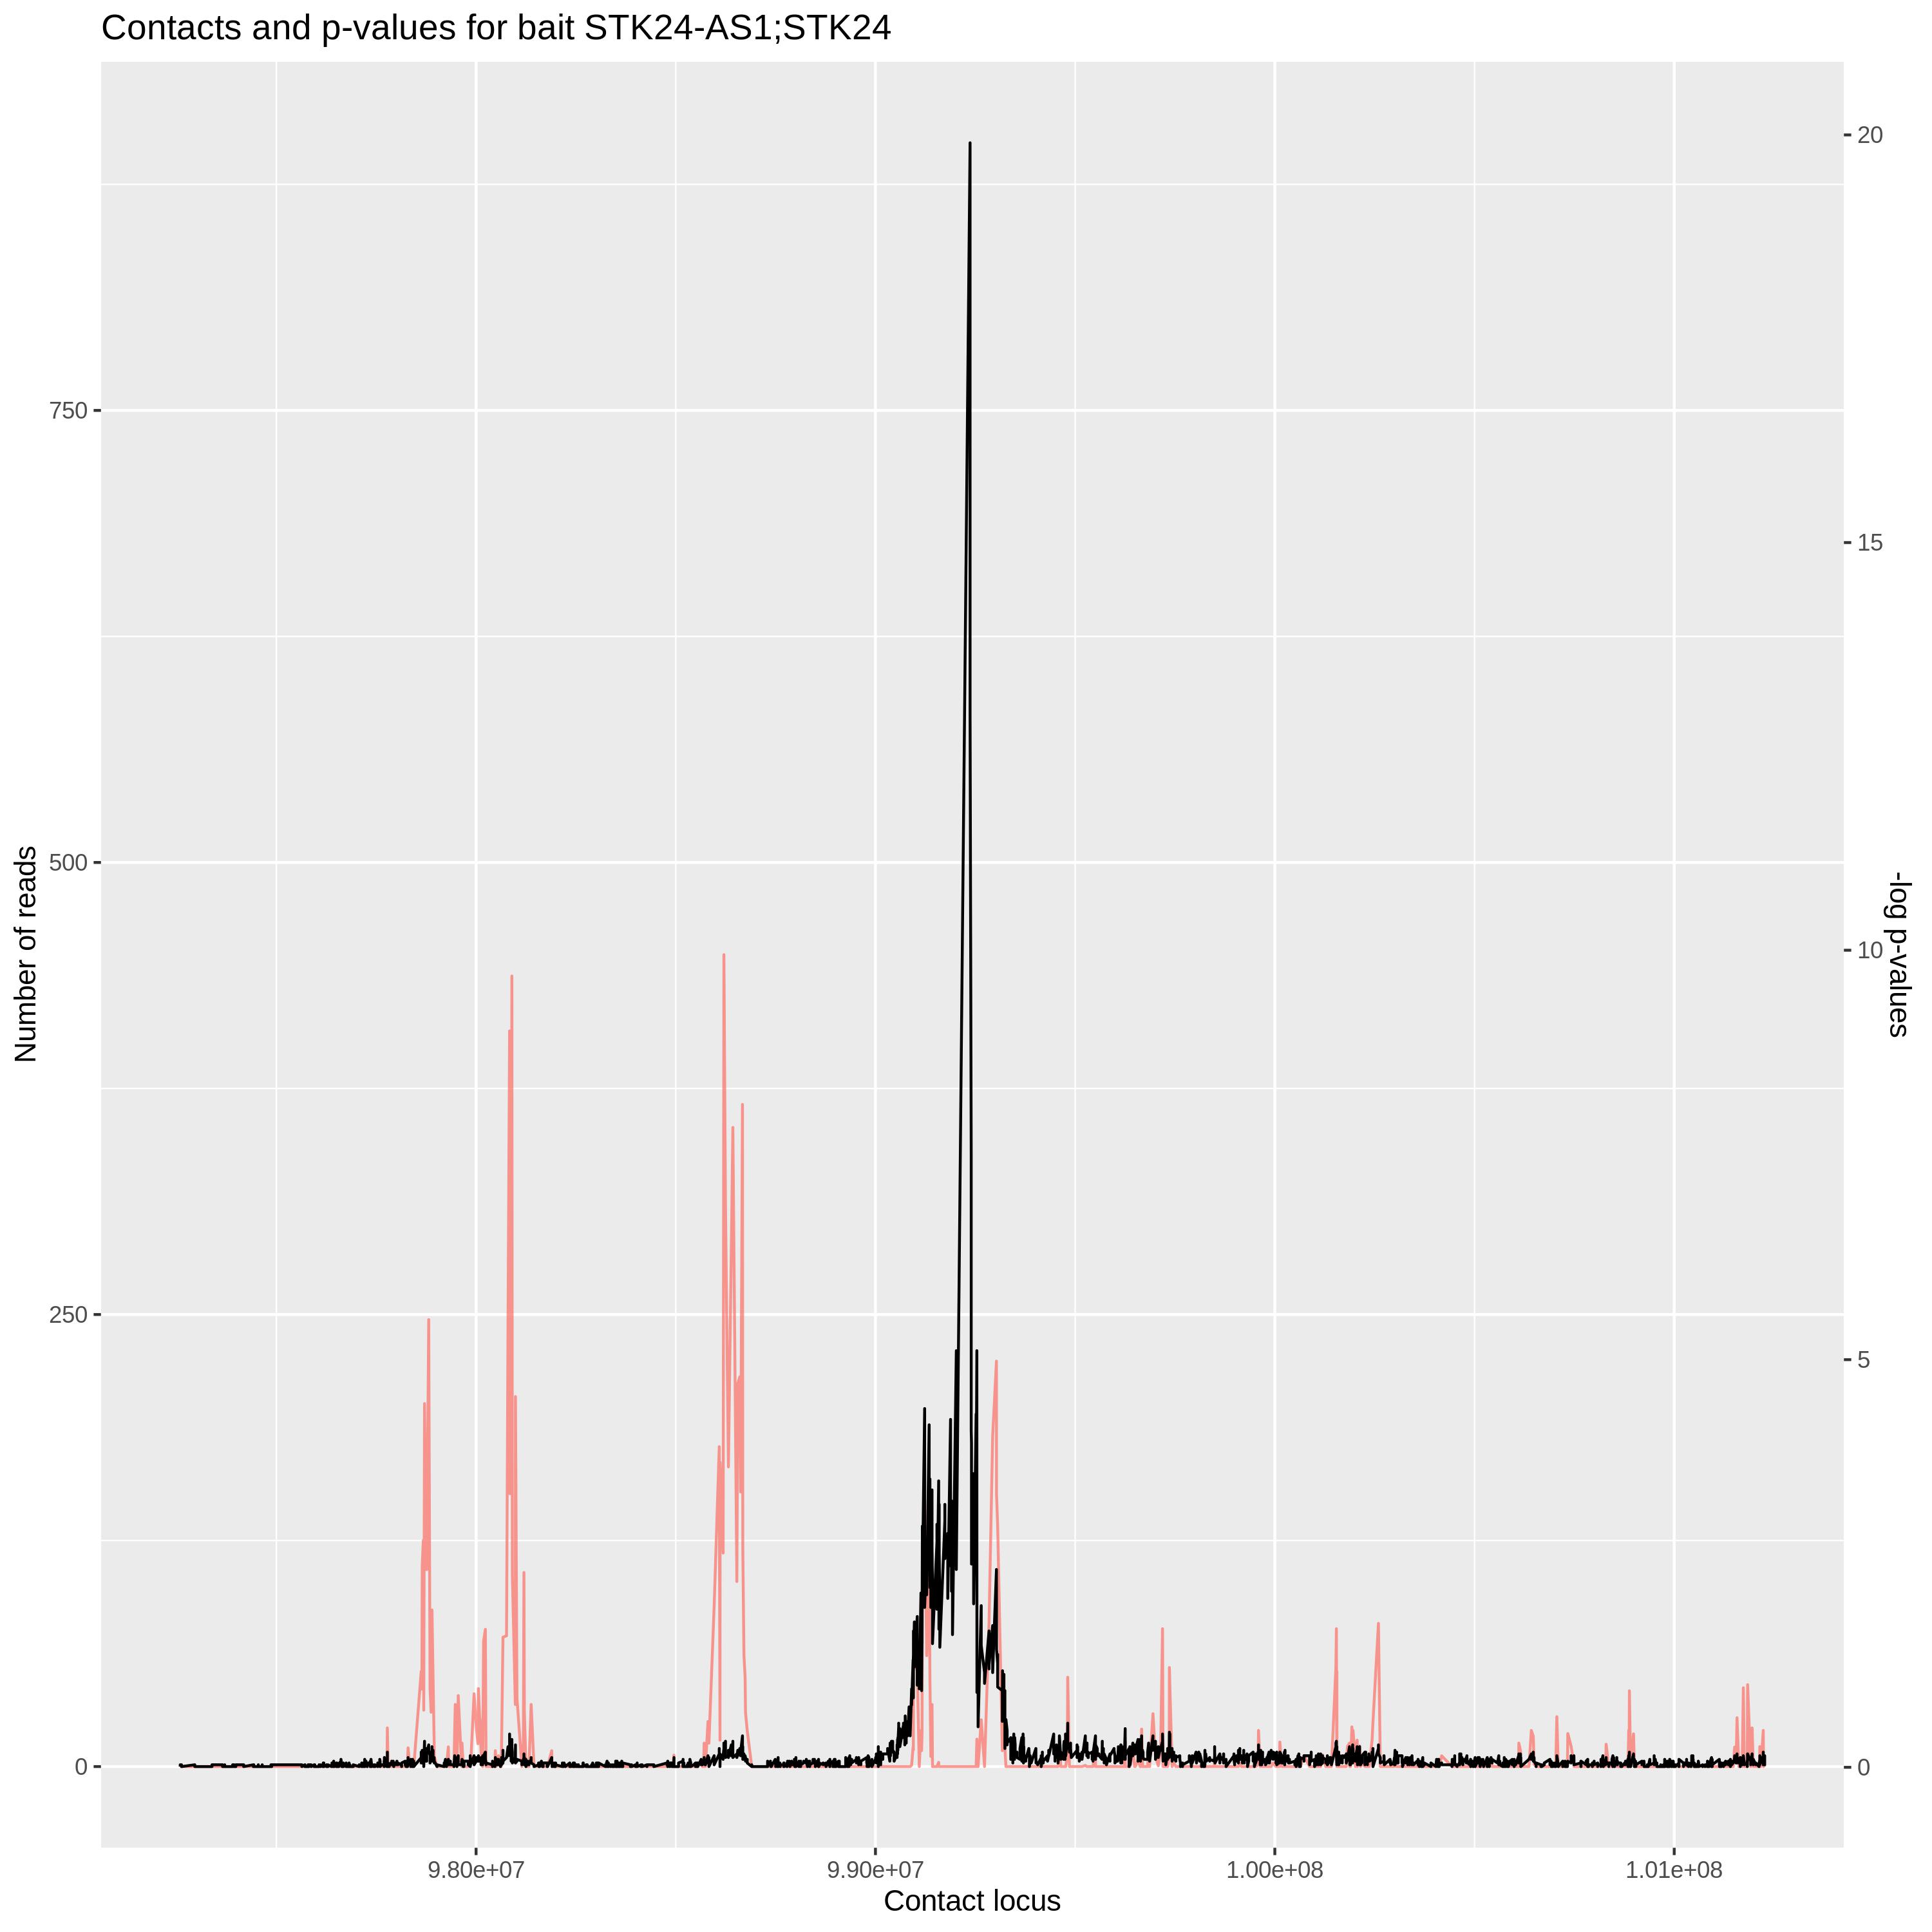 Contacts and p-values for bait STK24-AS1;STK24
Number of reads
750
500
250
0
20
15
10
5
0
-log p-values
9.80e+07
9.90e+07
1.00e+08
1.01e+08
Contact locus